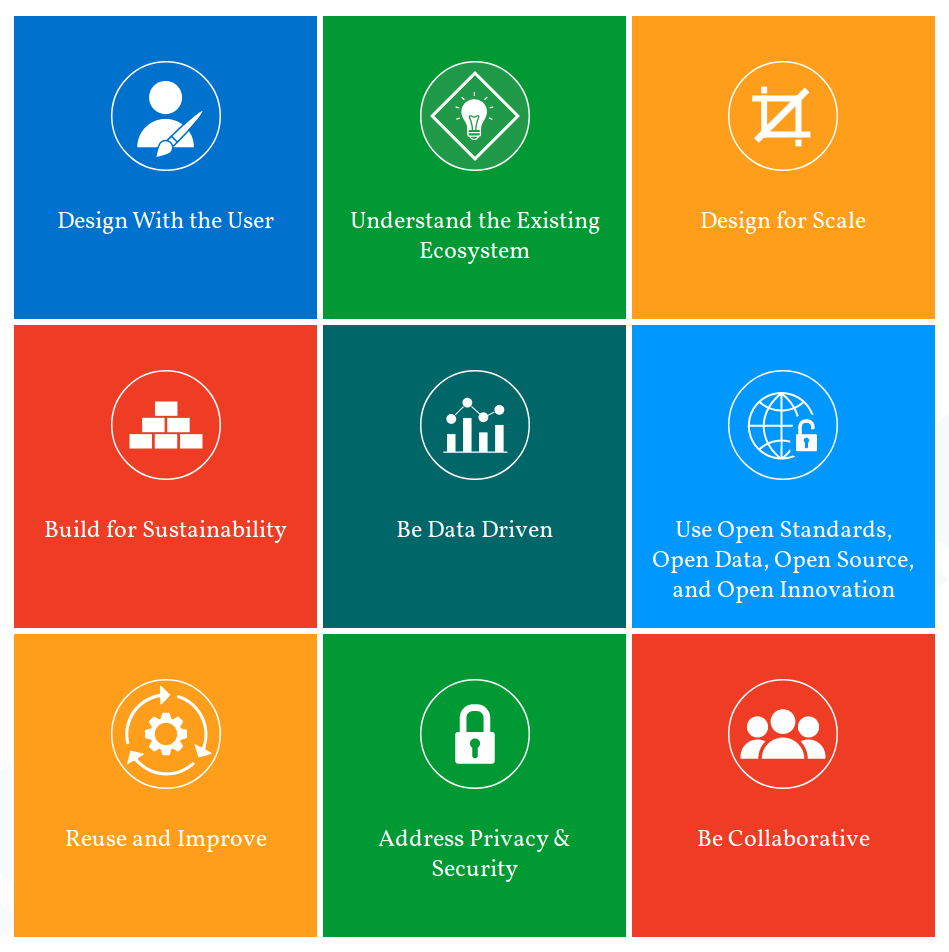 Design With the User
Understand the Existing
Ecosystem
Design for Scale
Build for Sustainability
Be Data Driven
Use Open Standards,
Open Data, Open Source,
and Open Innovation
Reuse and Improve
Address Privacy &
Security
Be Collaborative